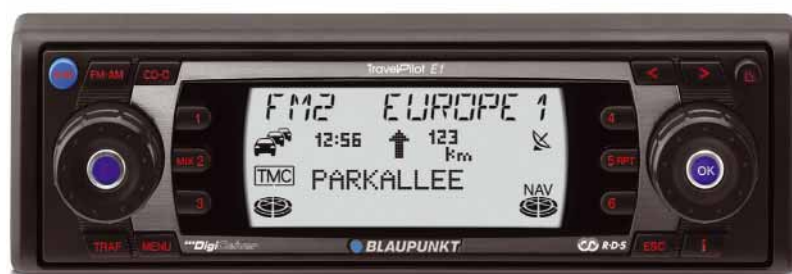 TravelPilot E1
FM·AM CD·C < >
FM2 EUROPE 1
1 4
12:56 123
km
MIX 2 5 RPT OK
TMC PARKALLEE
NAV
3 6
TRAF MENU DigiCeiver BLAUPUNKT R·D·S ESC i